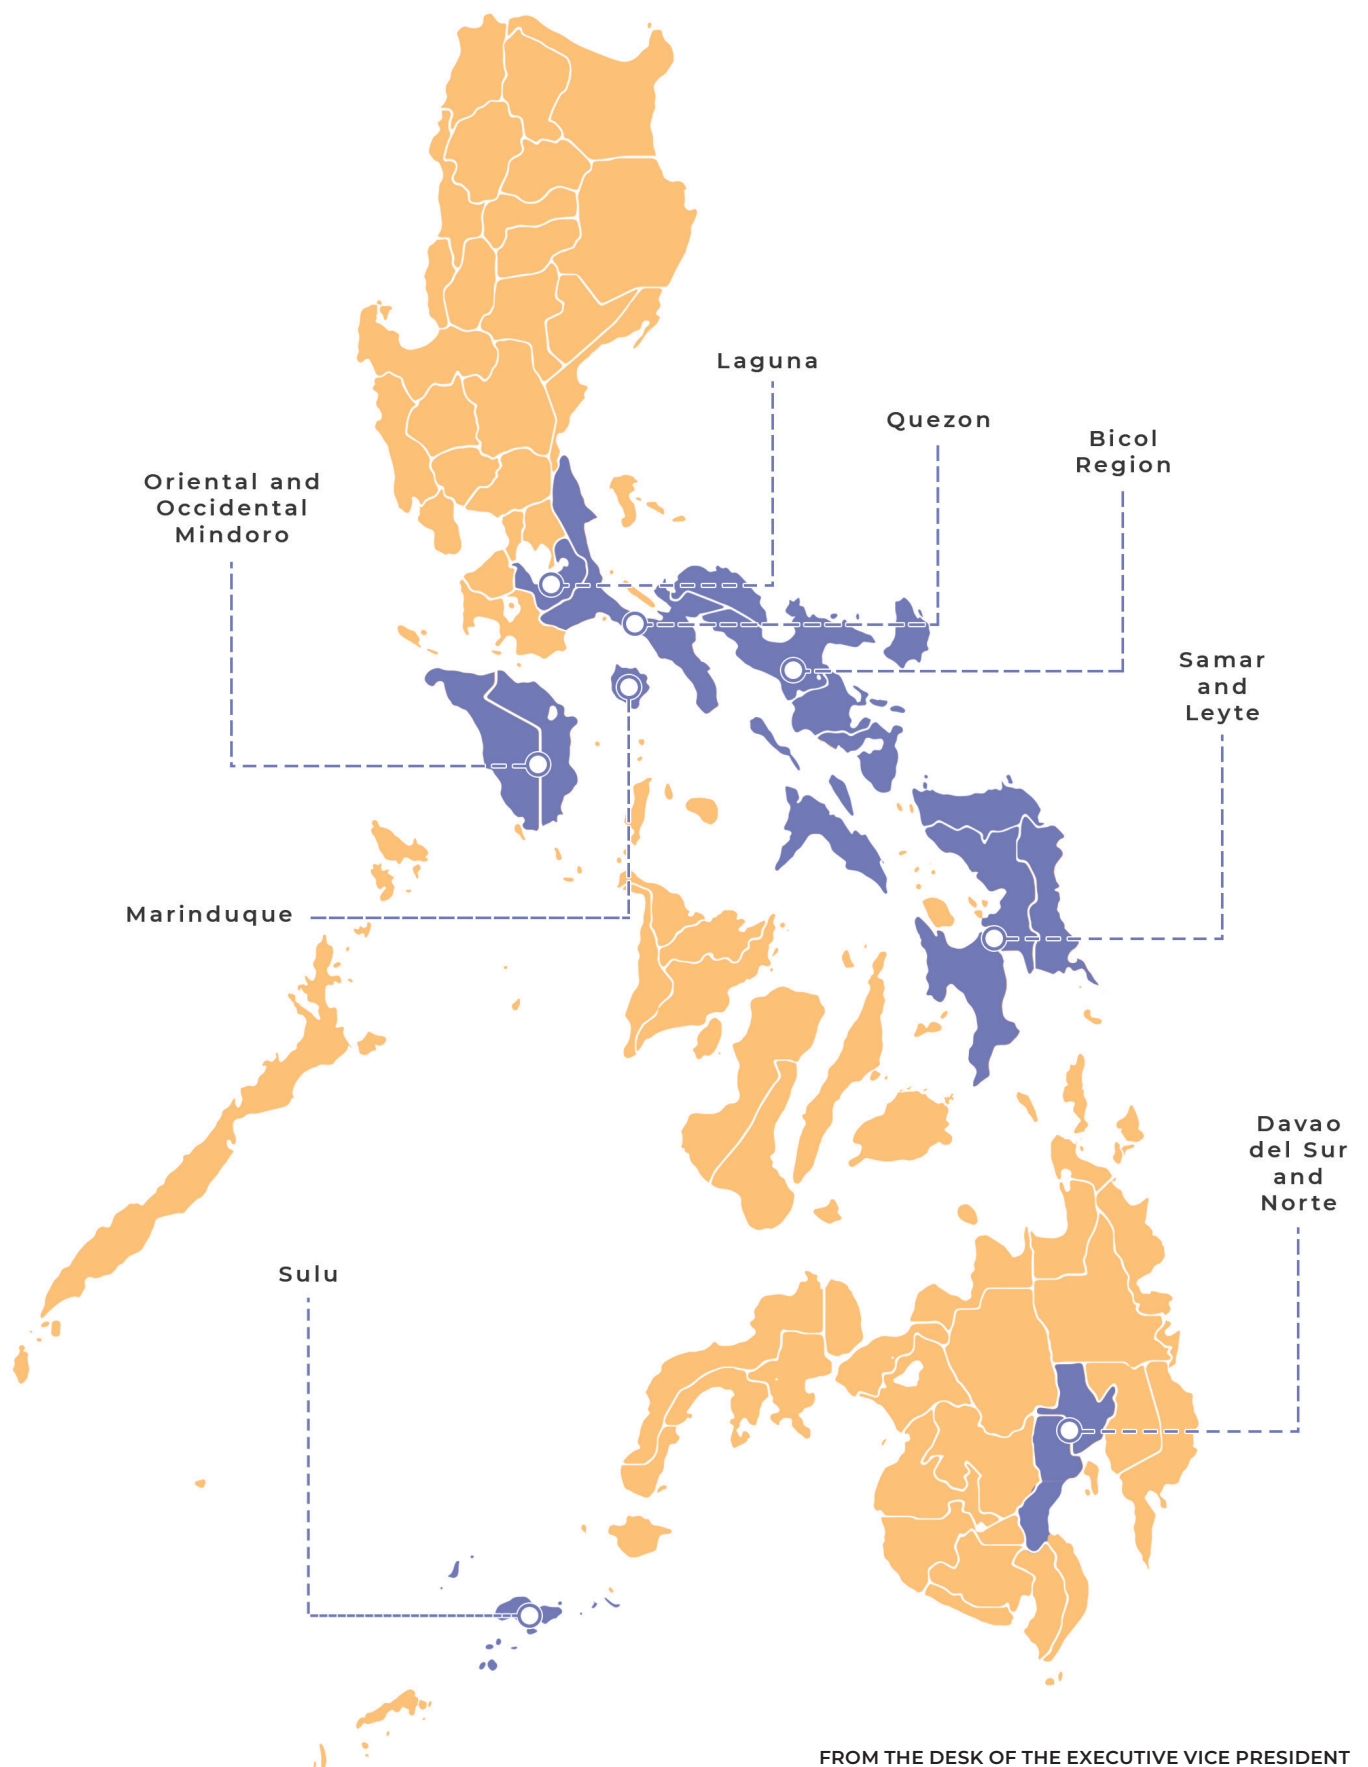 Laguna
Quezon
Bicol
Region
Oriental and
Occidental
Mindoro
Samar
and
Leyte
Marinduque
Davao
del Sur
and
Norte
Sulu
FROM THE DESK OF THE EXECUTIVE VICE PRESIDENT